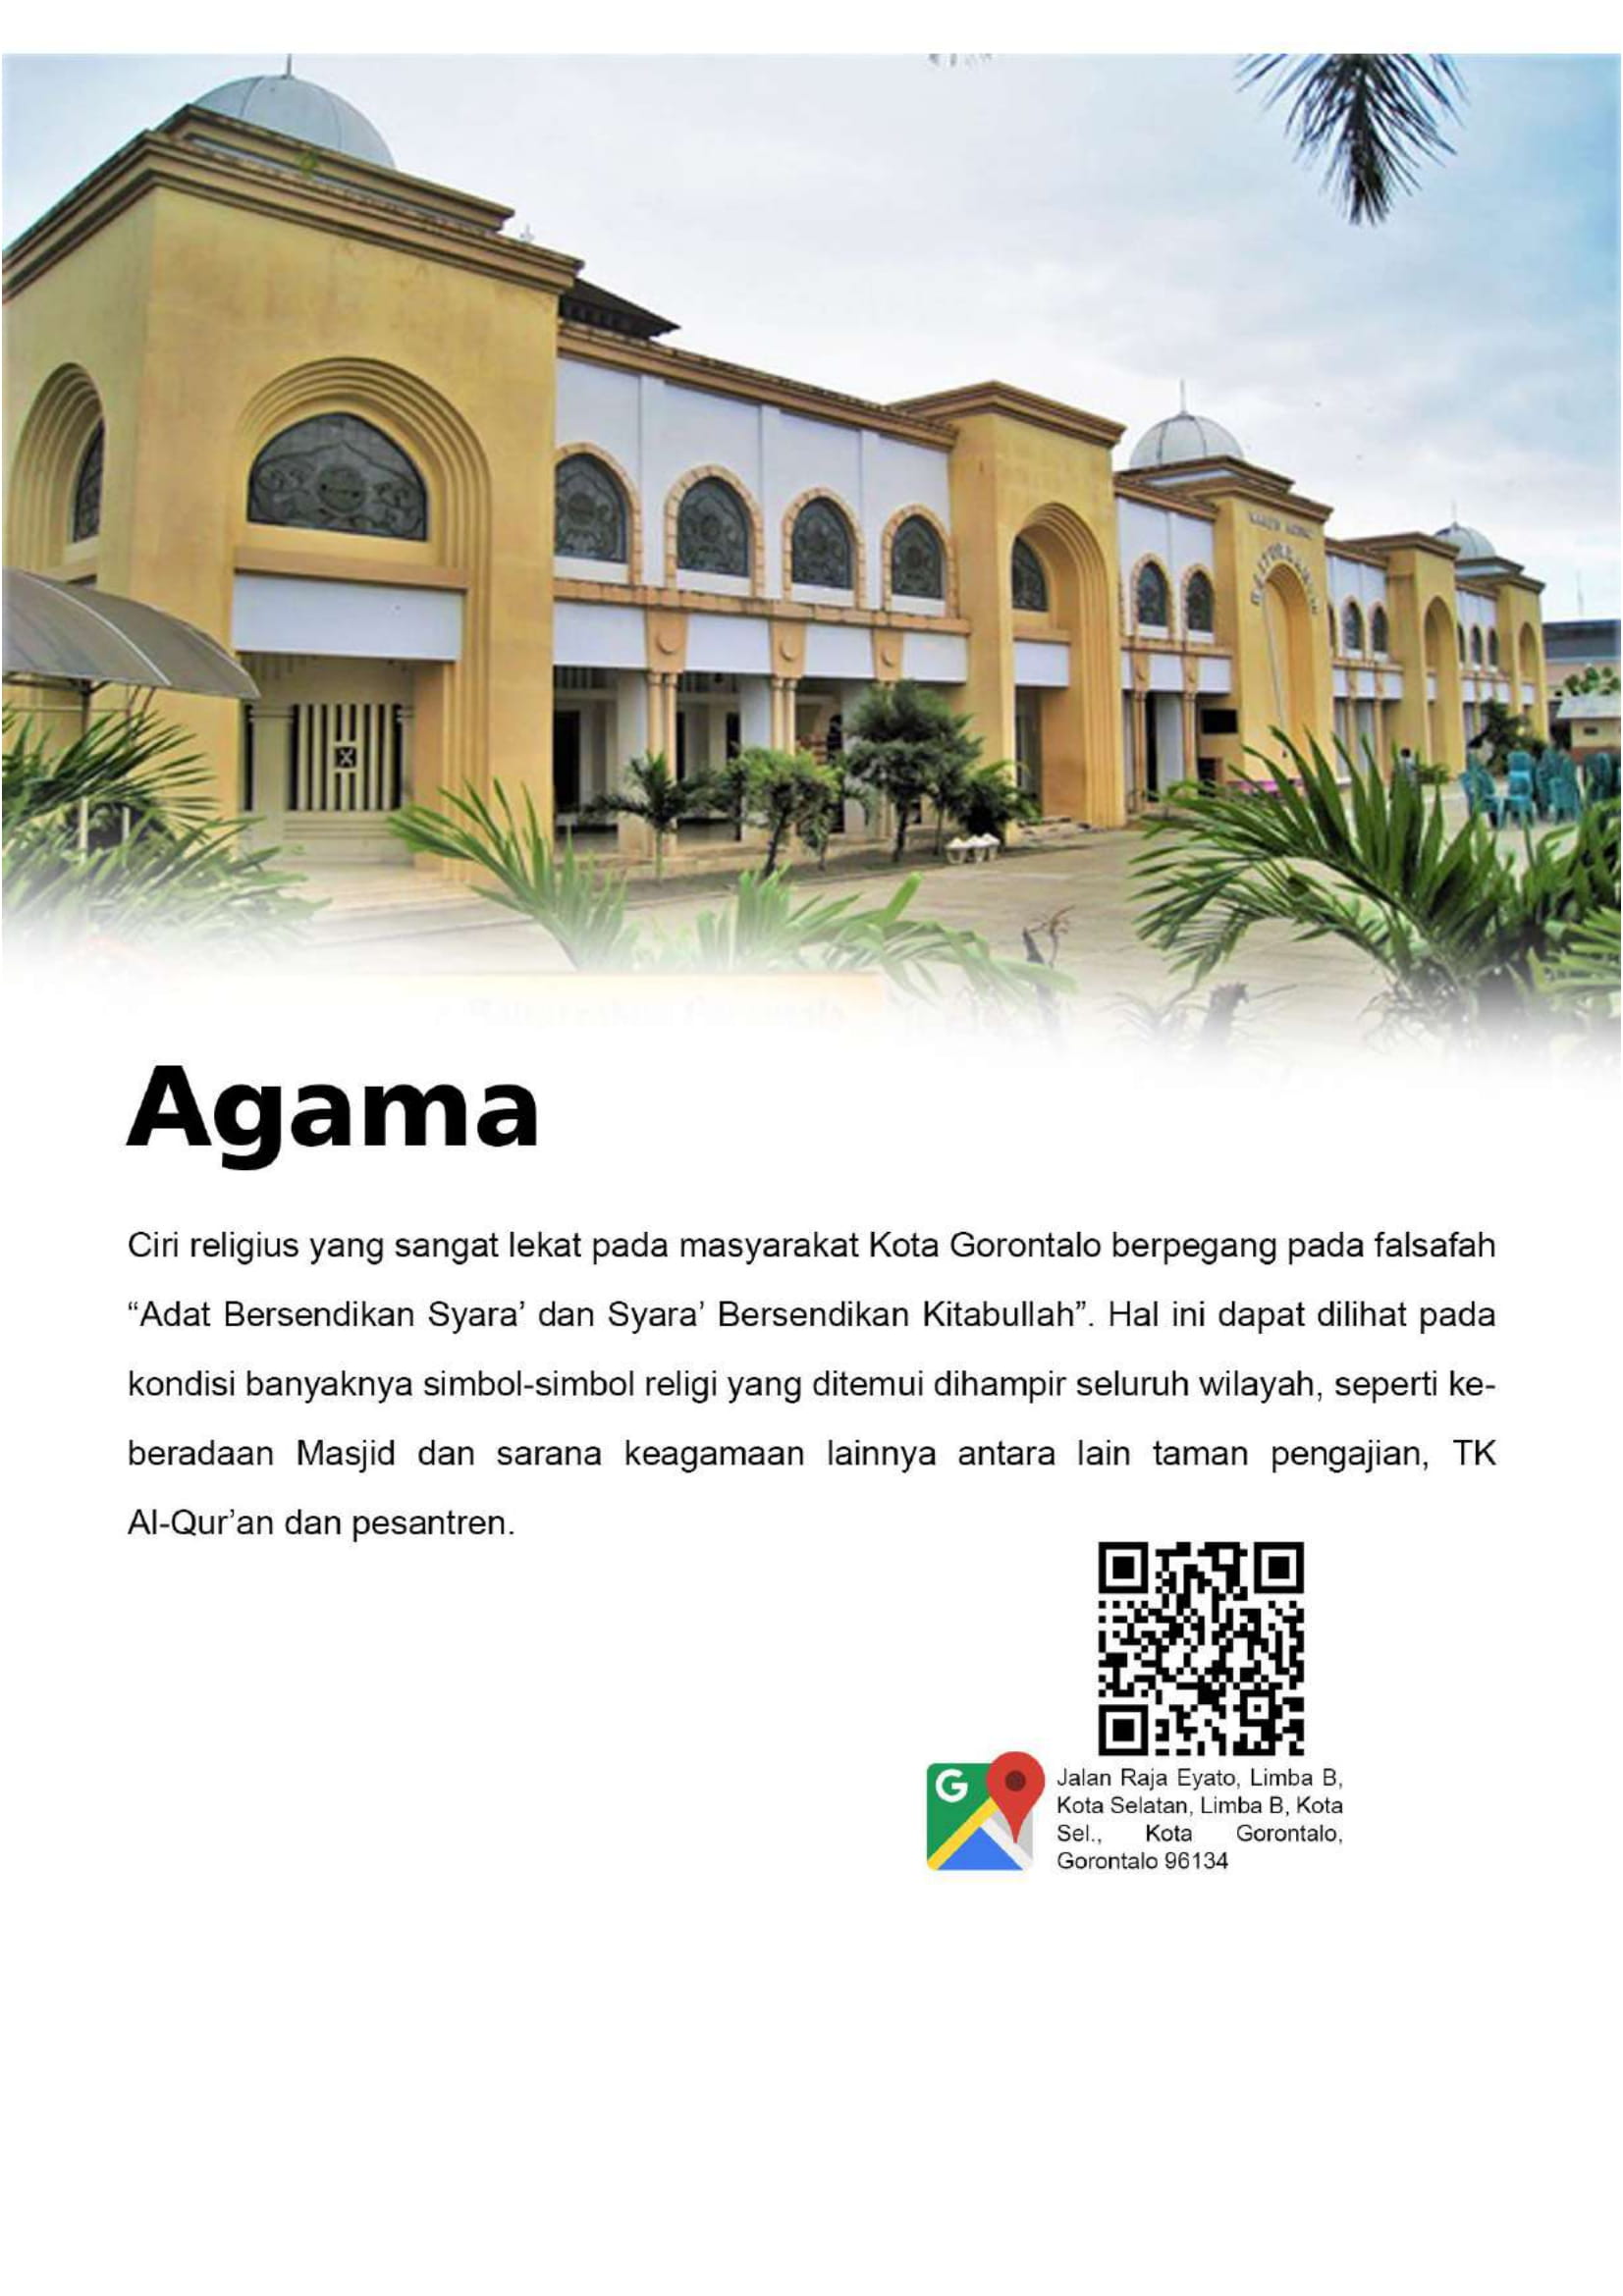 Agama
Ciri religius yang sangat lekat pada masyarakat Kota Gorontalo berpegang pada falsafah
“Adat Bersendikan Syara’ dan Syara’ Bersendikan Kitabullah”. Hal ini dapat dilihat pada
kondisi banyaknya simbol-simbol religi yang ditemui dihampir seluruh wilayah, seperti ke-
beradaan Masjid dan sarana keagamaan lainnya antara lain taman pengajian, TK
Al-Qur’an dan pesantren.
G
Jalan Raja Eyato, Limba B,
Kota Selatan, Limba B, Kota
Sel., Kota Gorontalo,
Gorontalo 96134